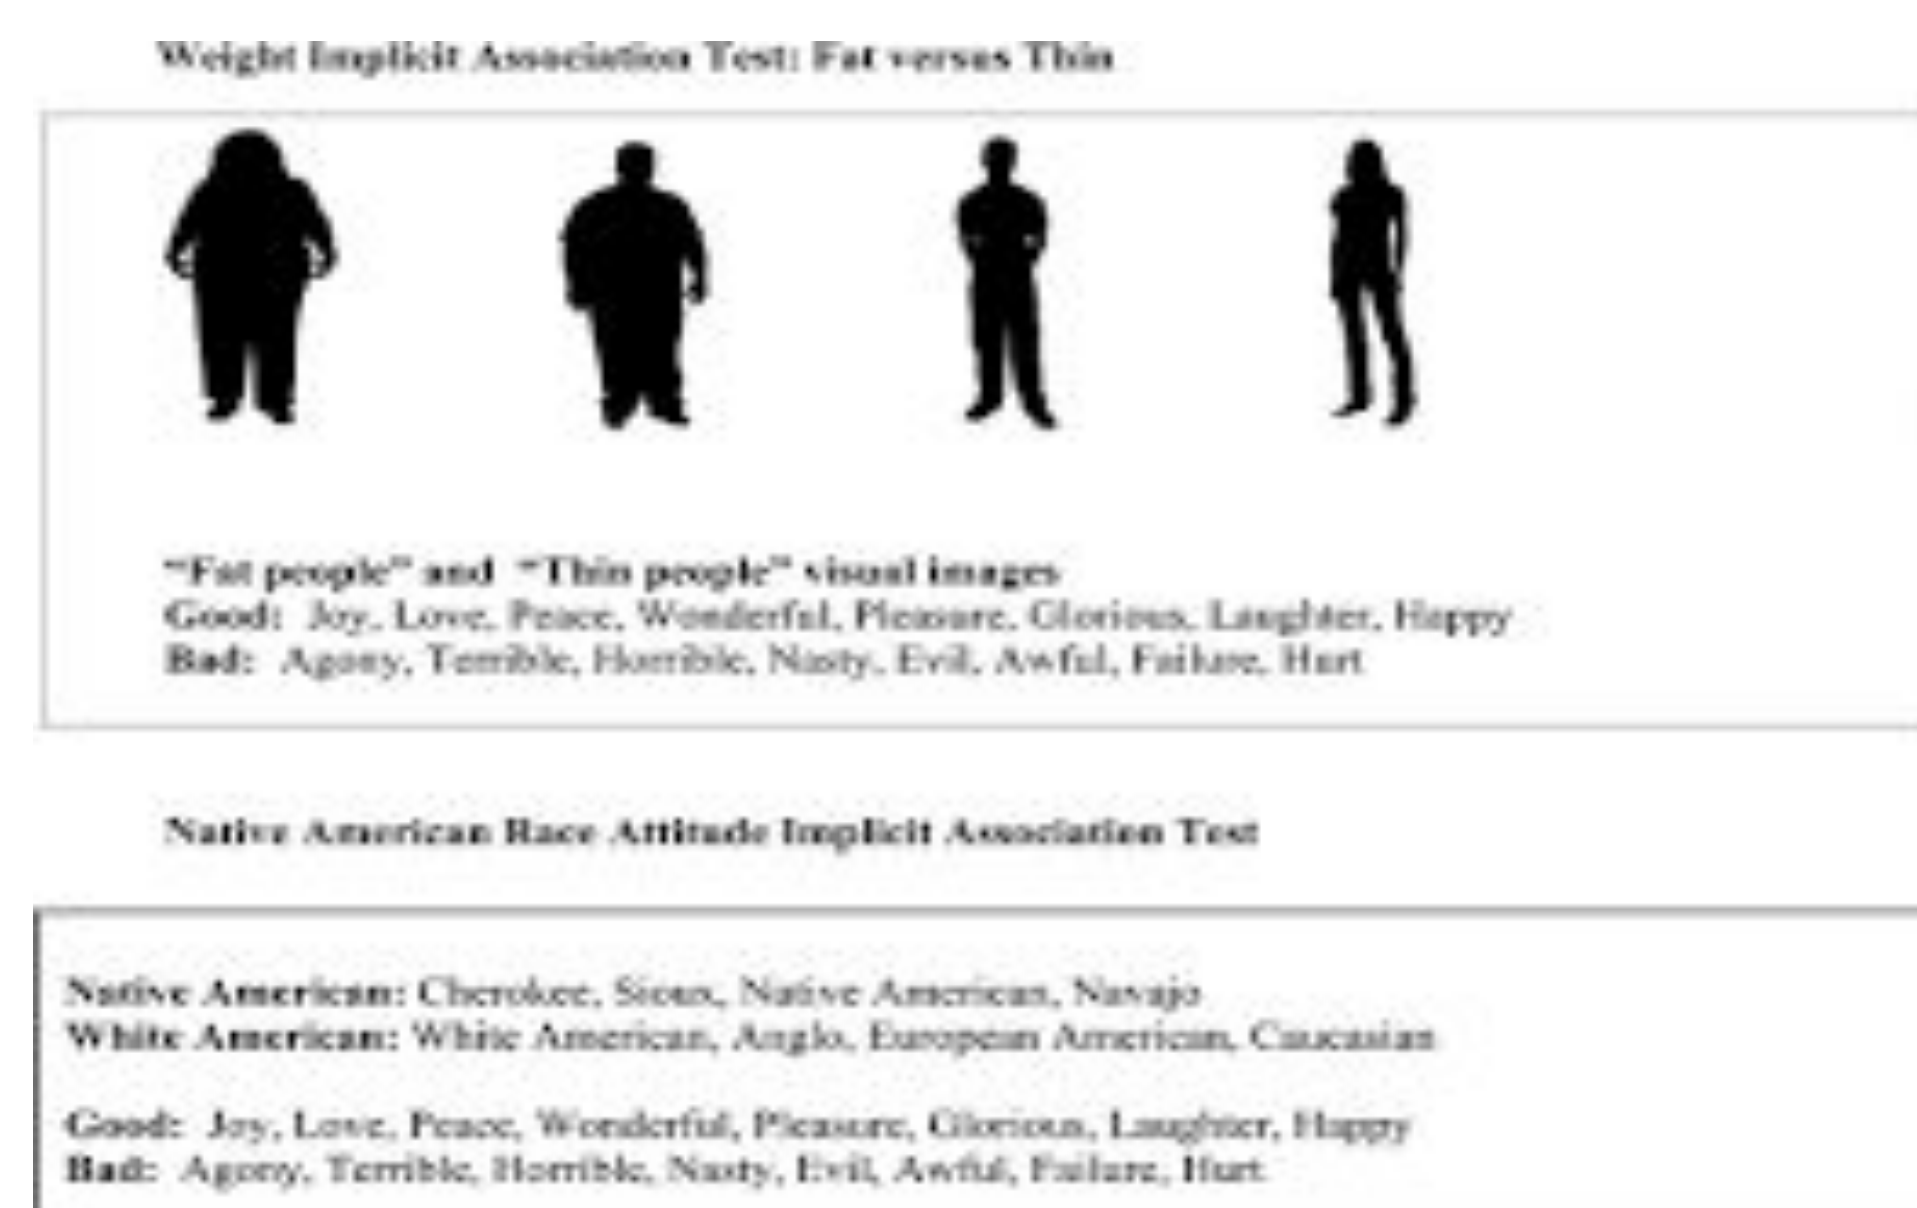 Weight Implicit Association Test: Fat versus Thin
“Fat people” and “Thin people” visual images
Good: Joy, Love, Peace, Wonderful, Pleasure, Glorious, Laughter, Happy
Bad: Agony, Terrible, Horrible, Nasty, Evil, Awful, Failure, Hurt
Native American Race Attitude Implicit Association Test
Native American: Cherokee, Sioux, Native American, Navajo
White American: White American, Anglo, European American, Caucasian
Good: Joy, Love, Peace, Wonderful, Pleasure, Glorious, Laughter, Happy
Bad: Agony, Terrible, Horrible, Nasty, Evil, Awful, Failure, Hurt